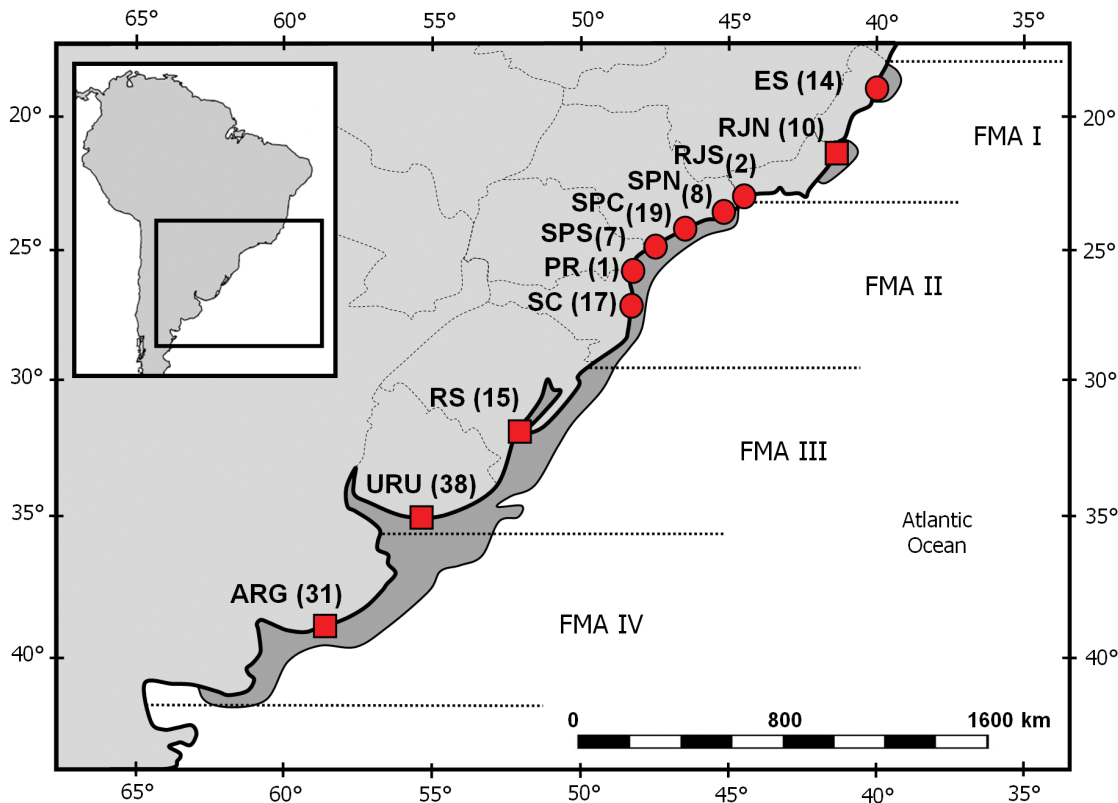 65° 60° 55° 50° 45° 40° 35°
ES (14)
20° 20°
RJN (10)
FMA I
RJS (2)
SPN (8)
SPC (19)
SPS (7)
25° 25°
PR (1)
FMA II
SC (17)
30° 30°
RS (15)
FMA III
URU (38)
35° 35°
Atlantic
Ocean
ARG (31)
FMA IV
40° 40°
0 800 1600 km
65° 60° 55° 50° 45° 40° 35°